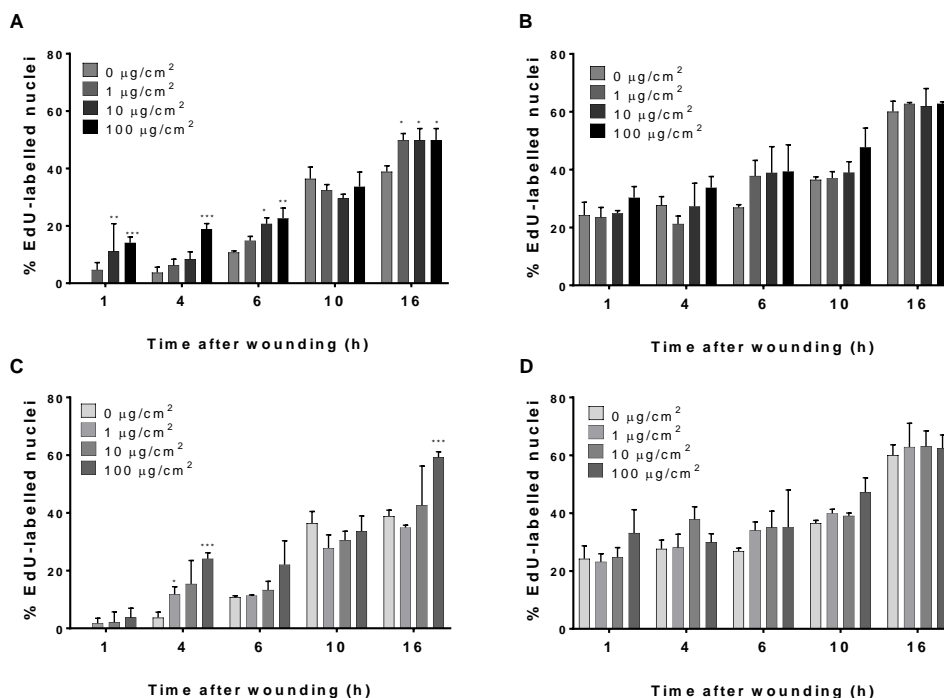 A
% EdU-labelled nuclei
80
60
40
20
0
0 µg/cm²
1 µg/cm²
10 µg/cm²
100 µg/cm²
** ***
***
* **
* * *
1 4 6 10 16
Time after wounding (h)
B
% EdU-labelled nuclei
80
60
40
20
0
0 µg/cm²
1 µg/cm²
10 µg/cm²
100 µg/cm²
1 4 6 10 16
Time after wounding (h)
C
% EdU-labelled nuclei
80
60
40
20
0
0 µg/cm²
1 µg/cm²
10 µg/cm²
100 µg/cm²
* ***
***
1 4 6 10 16
Time after wounding (h)
D
% EdU-labelled nuclei
80
60
40
20
0
0 µg/cm²
1 µg/cm²
10 µg/cm²
100 µg/cm²
1 4 6 10 16
Time after wounding (h)